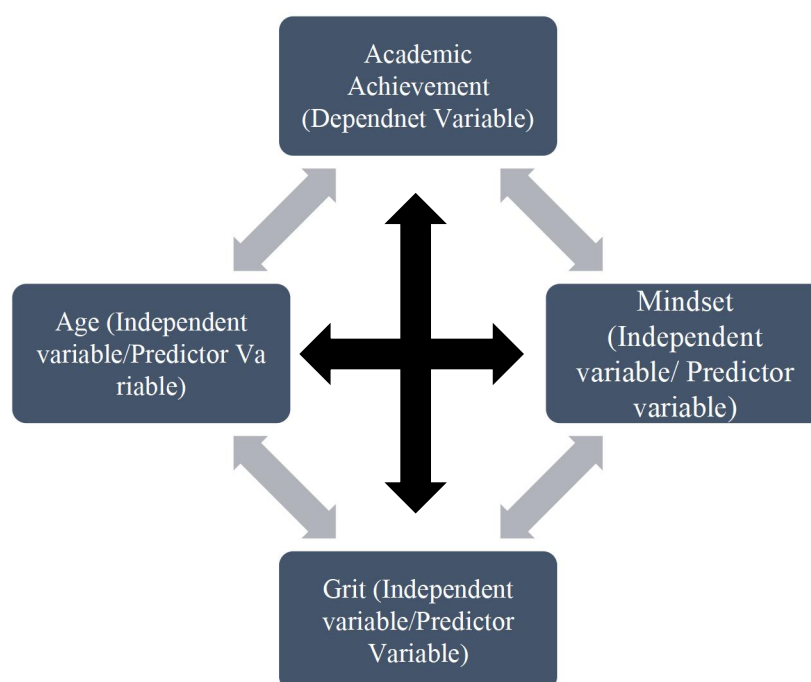 Academic
Achievement
(Dependnet Variable)
Age (Independent
variable/Predictor Va
riable)
Mindset
(Independent
variable/ Predictor
variable)
Grit (Independent
variable/Predictor
Variable)